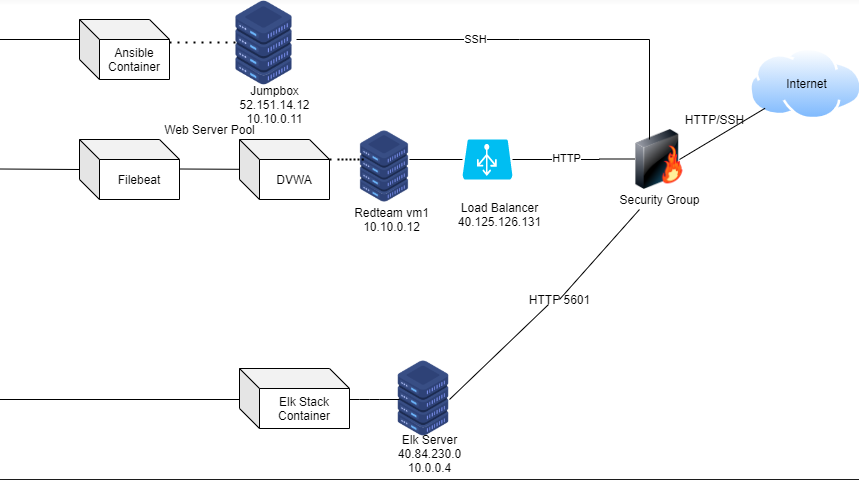 Ansible
Container
SSH
Internet
Jumpbox
52.151.14.12
10.10.0.11
HTTP/SSH
Web Server Pool
Filebeat
DVWA
HTTP
Redteam vm1
10.10.0.12
Load Balancer
40.125.126.131
Security Group
HTTP 5601
Elk Stack
Container
Elk Server
40.84.230.0
10.0.0.4